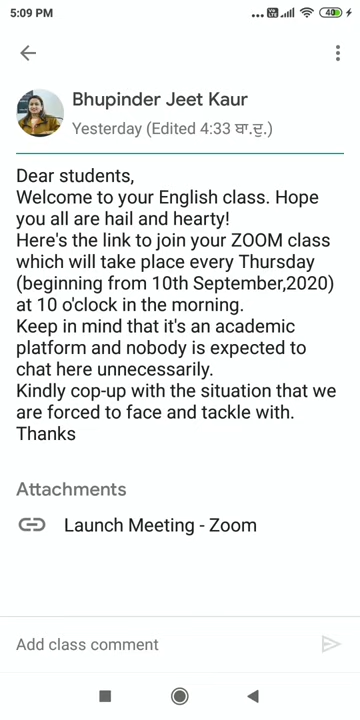 5:09 PM
40
Bhupinder Jeet Kaur
Yesterday (Edited 4:33 ਬਾ.ਦੁ.)
Dear students,
Welcome to your English class. Hope
you all are hail and hearty!
Here's the link to join your ZOOM class
which will take place every Thursday
(beginning from 10th September,2020)
at 10 o'clock in the morning.
Keep in mind that it's an academic
platform and nobody is expected to
chat here unnecessarily.
Kindly cop-up with the situation that we
are forced to face and tackle with.
Thanks
Attachments
Launch Meeting - Zoom
Add class comment